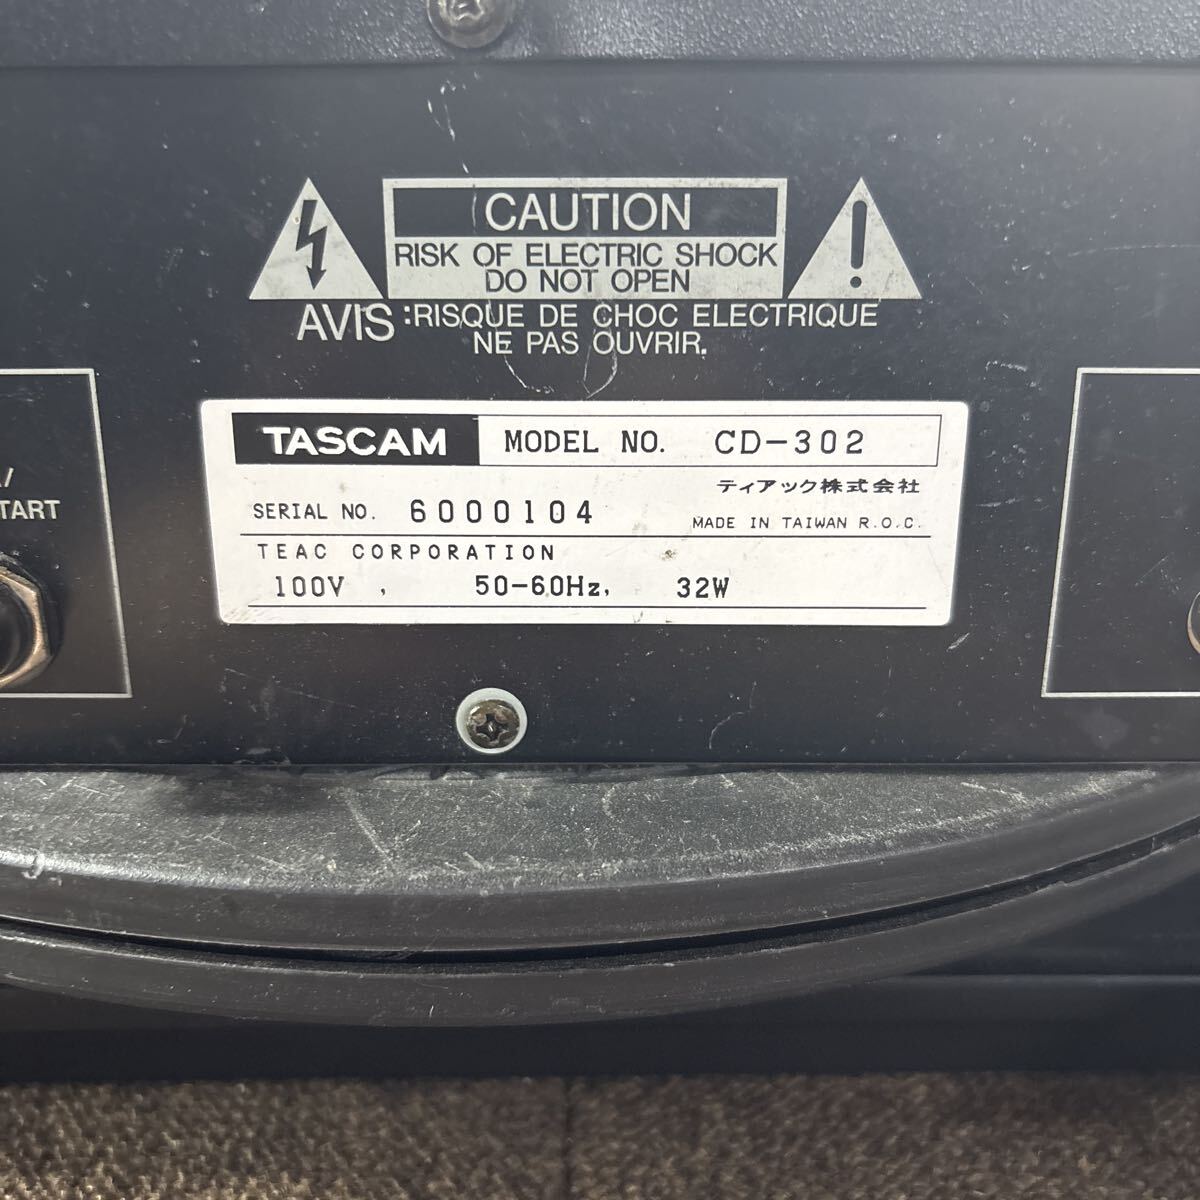 CAUTION
RISK OF ELECTRIC SHOCK
DO NOT OPEN
AVIS :RISQUE DE CHOC ELECTRIQUE
NE PAS OUVRIR.
TASCAM MODEL NO. CD-302
ティアック株式会社
SERIAL NO. 6000104
MADE IN TAIWAN R.O.C.
TEAC CORPORATION
100V , 50-60Hz, 32W